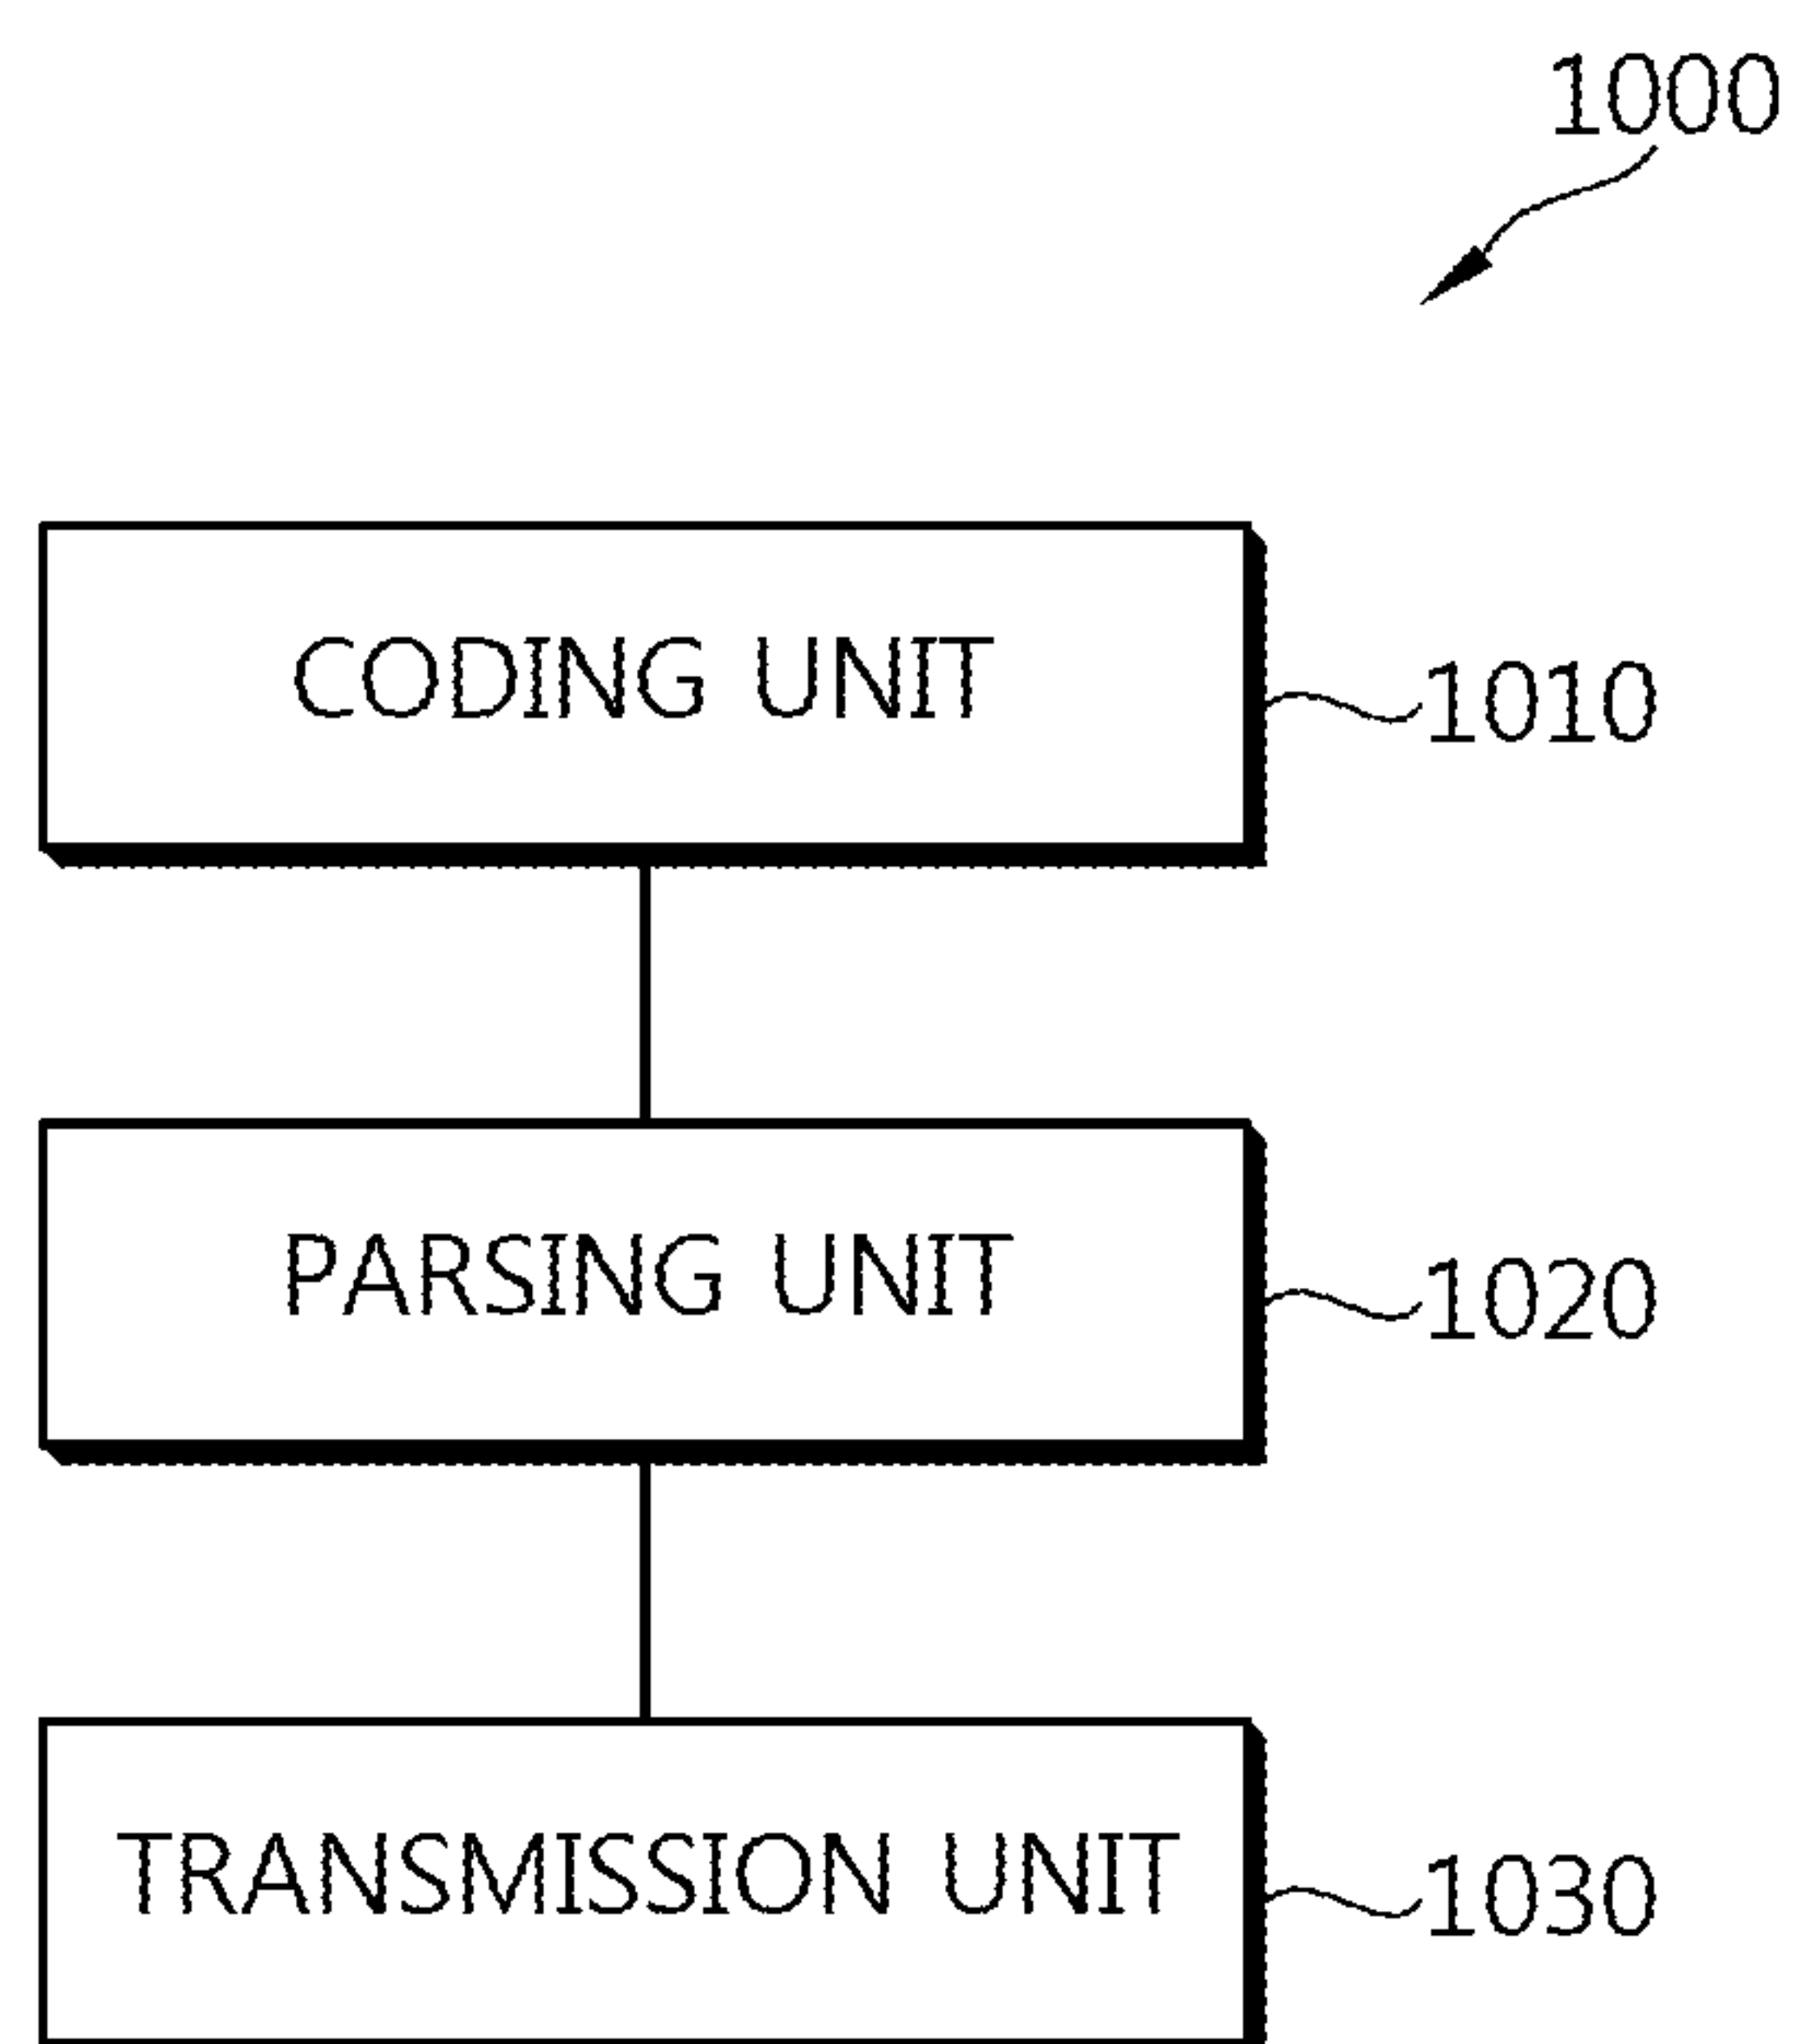 1000
CODING UNIT
1010
PARSING UNIT
1020
TRANSMISSION UNIT
1030